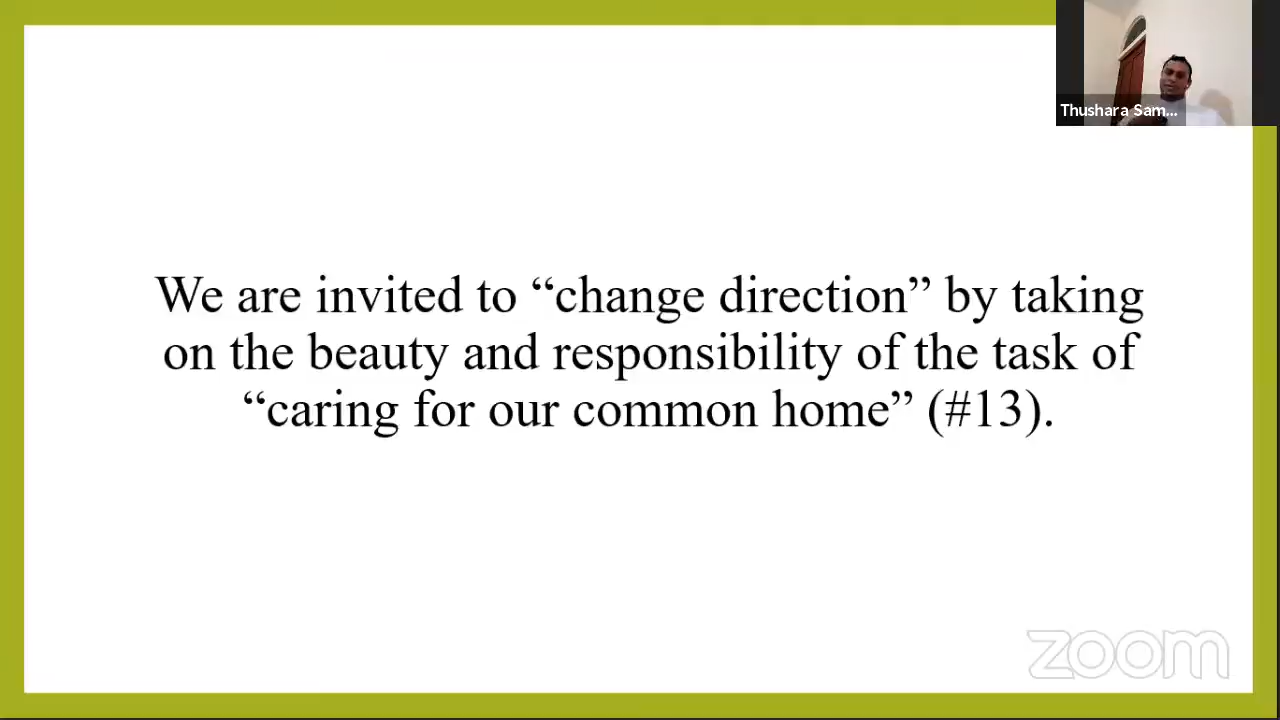 Thushara Sam...
We are invited to “change direction” by taking
on the beauty and responsibility of the task of
“caring for our common home” (#13).
zoom